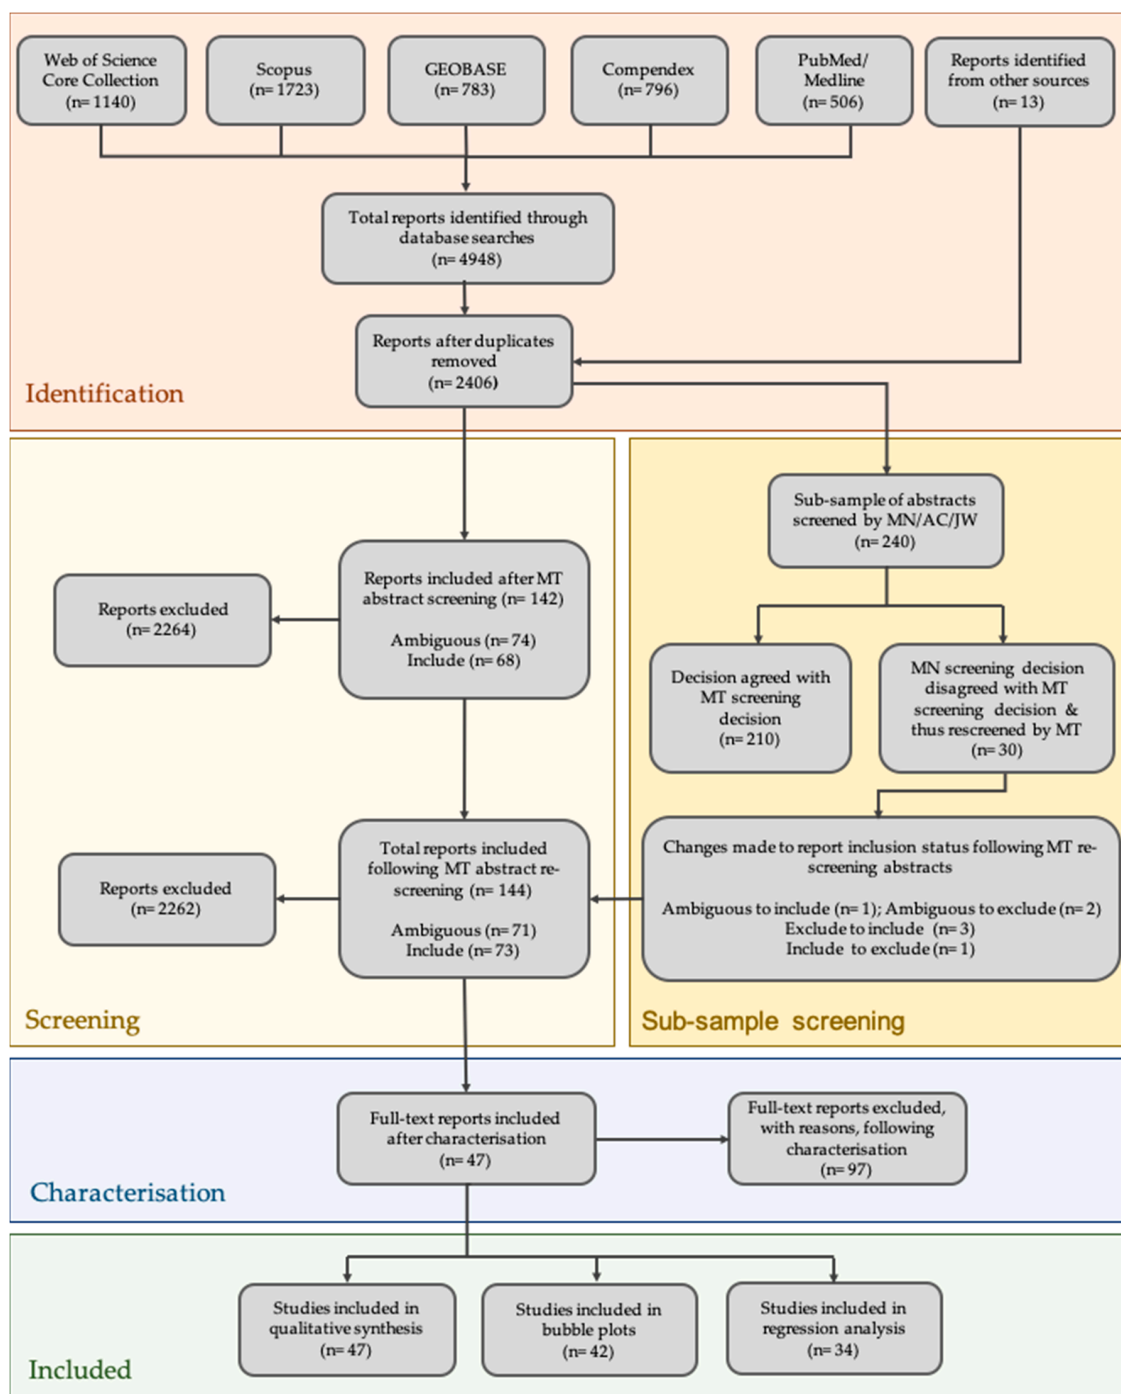 Web of Science
Core Collection
(n= 1140)
Scopus
(n= 1723)
GEOBASE
(n= 783)
Compendex
(n= 796)
PubMed/
Medline
(n= 506)
Reports identified
from other sources
(n= 13)
Total reports identified through
database searches
(n= 4948)
Reports after duplicates
removed
(n= 2406)
Identification
Sub-sample of abstracts
screened by MN/AC/JW
(n= 240)
Reports included after MT
abstract screening (n= 142)
Ambiguous (n= 74)
Include (n= 68)
Reports excluded
(n= 2264)
Decision agreed with
MT screening
decision
(n= 210)
MN screening decision
disagreed with MT
screening decision &
thus rescreened by MT
(n= 30)
Total reports included
following MT abstract re-
screening (n= 144)
Ambiguous (n= 71)
Include (n= 73)
Reports excluded
(n= 2262)
Changes made to report inclusion status following MT re-
screening abstracts
Ambiguous to include (n= 1); Ambiguous to exclude (n= 2)
Exclude to include (n= 3)
Include to exclude (n= 1)
Screening
Sub-sample screening
Full-text reports included
after characterisation
(n= 47)
Full-text reports excluded,
with reasons, following
characterisation
(n= 97)
Characterisation
Studies included in
qualitative synthesis
(n= 47)
Studies included in
bubble plots
(n= 42)
Studies included in
regression analysis
(n= 34)
Included